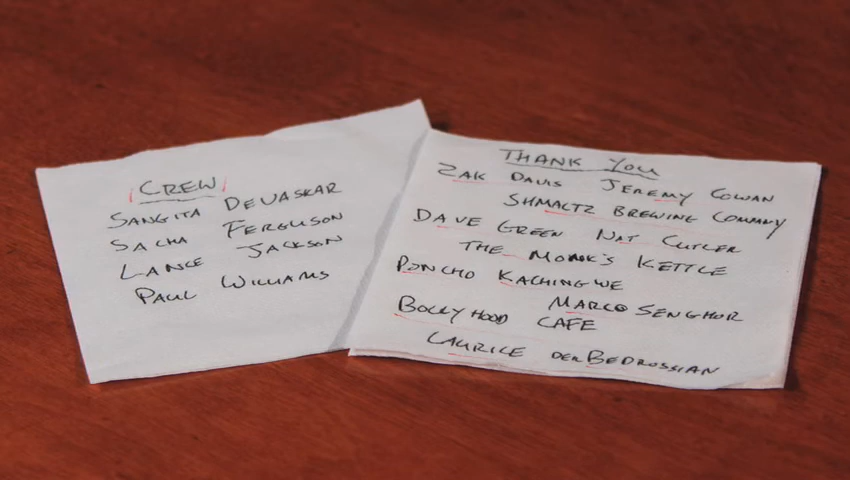 CREW
SANGITA DEVASKAR
SACHA FERGUSON
LANCE JACKSON
PAUL WILLIAMS
THANK YOU
ZAK DAVIS JEREMY COWAN
SHMALTZ BREWING COMPANY
DAVE GREEN NAT CUTLER
THE MONK'S KETTLE
PONCHO KACHINGWE
MARCO SENGHOR
BOLLYHOOD CAFE
LAURICE DER BEDROSSIAN